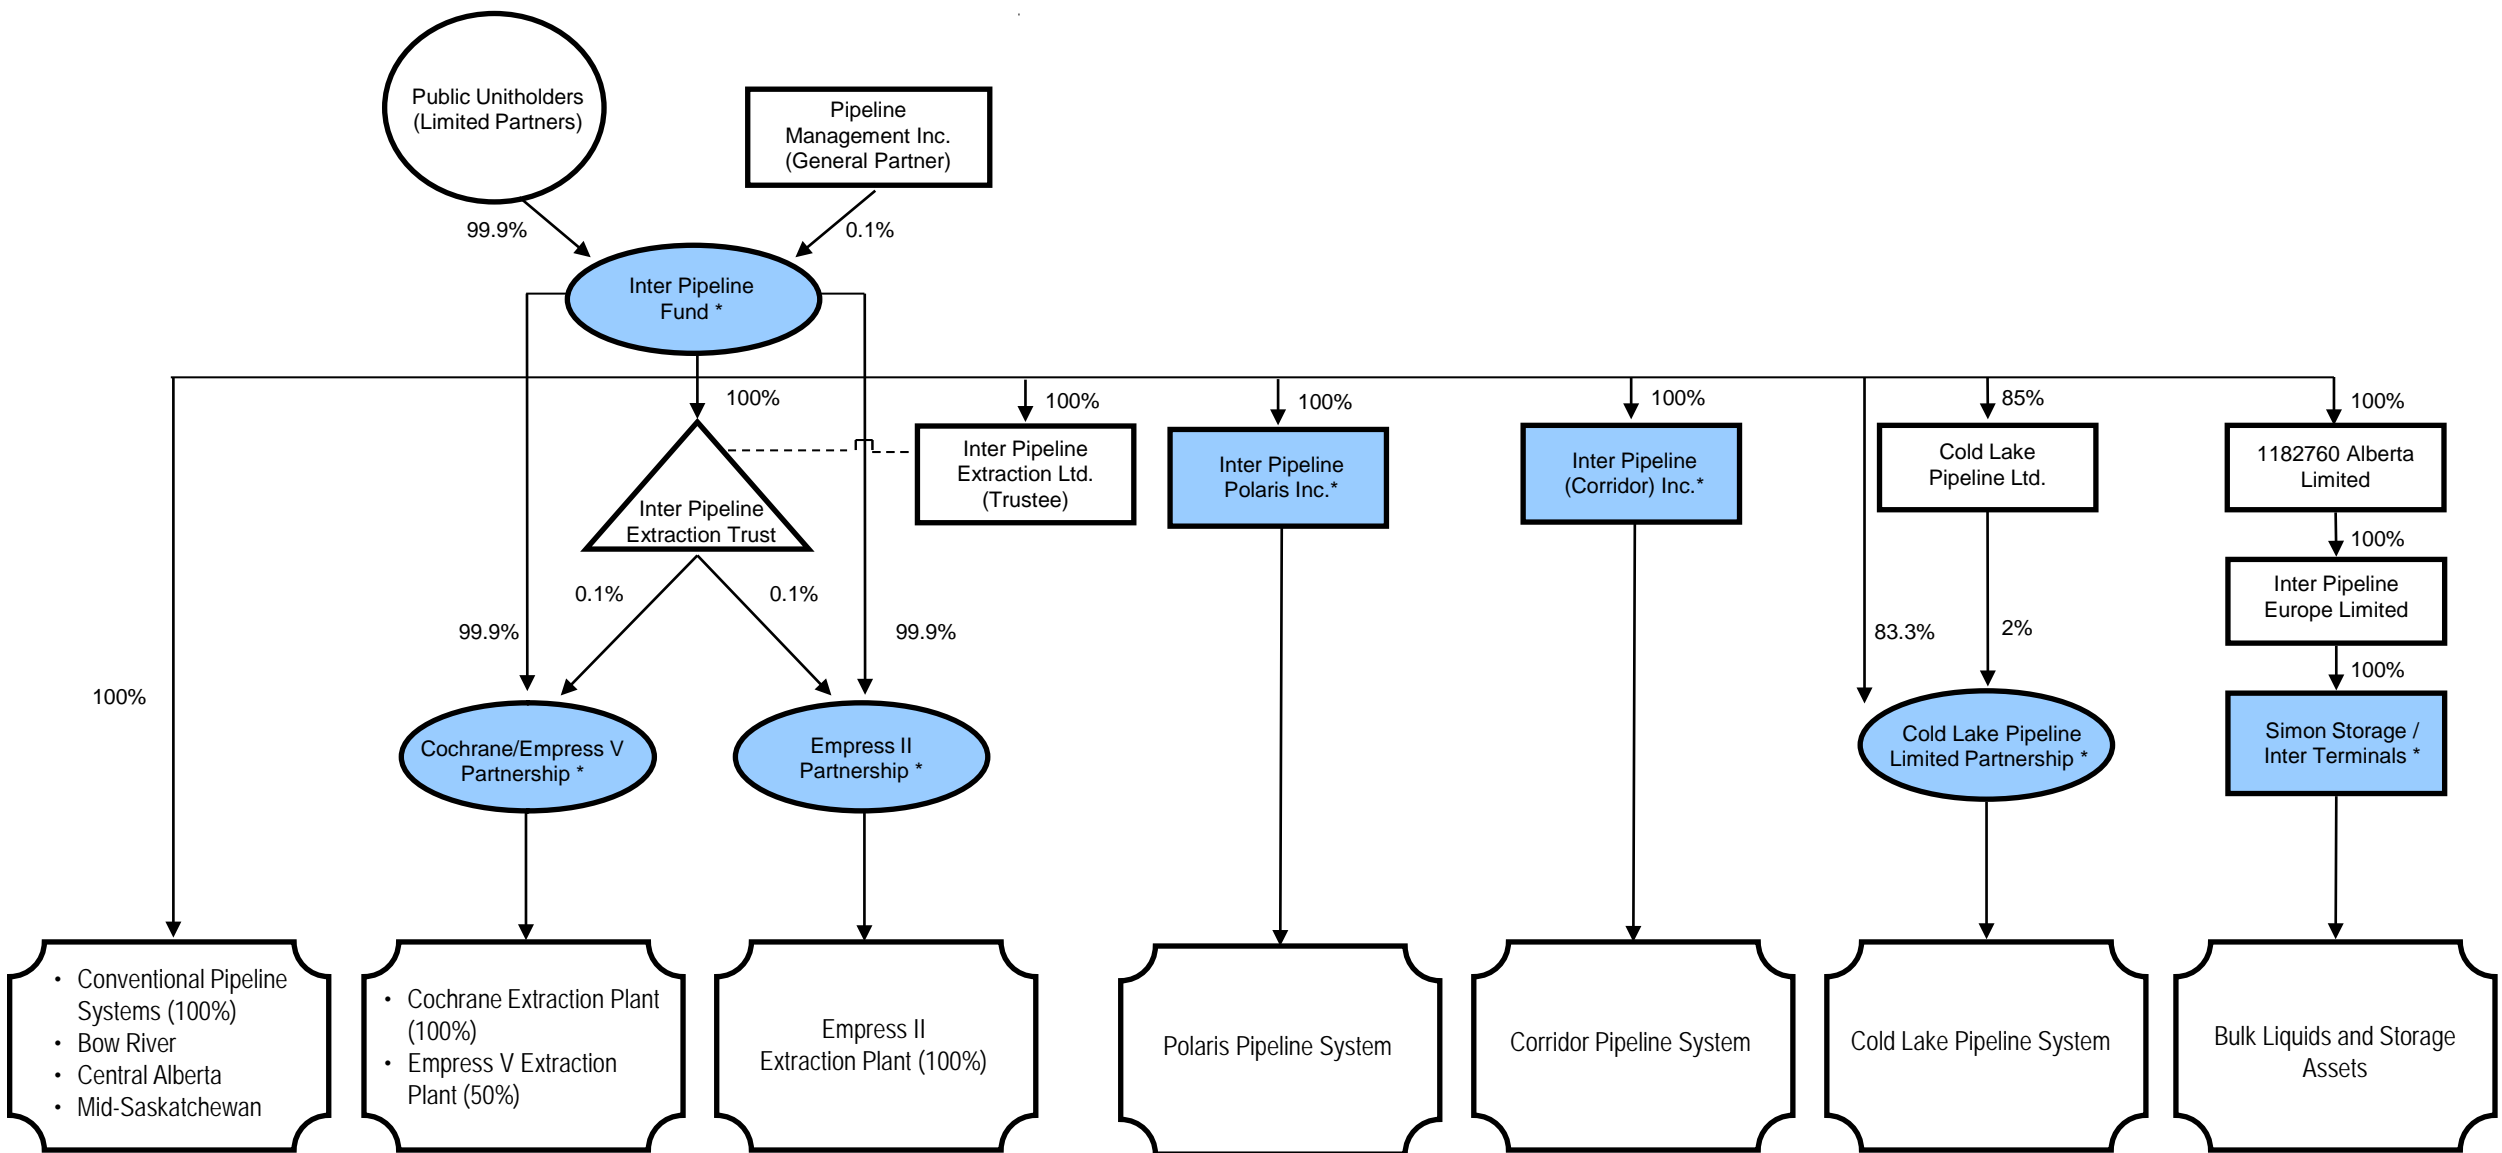 Public Unitholders
(Limited Partners)
Pipeline
Management Inc.
(General Partner)
99.9%
0.1%
Inter Pipeline
Fund *
100%
100%
100%
100%
85%
100%
Inter Pipeline
Extraction Trust
Inter Pipeline
Extraction Ltd.
(Trustee)
Inter Pipeline
Polaris Inc.*
Inter Pipeline
(Corridor) Inc.*
Cold Lake
Pipeline Ltd.
1182760 Alberta
Limited
100%
Inter Pipeline
Europe Limited
0.1%
0.1%
99.9%
99.9%
83.3%
2%
100%
100%
Cochrane/Empress V
Partnership *
Empress II
Partnership *
Cold Lake Pipeline
Limited Partnership *
Simon Storage /
Inter Terminals *
• Conventional Pipeline
Systems (100%)
• Bow River
• Central Alberta
• Mid-Saskatchewan
• Cochrane Extraction Plant
(100%)
• Empress V Extraction
Plant (50%)
Empress II
Extraction Plant (100%)
Polaris Pipeline System
Corridor Pipeline System
Cold Lake Pipeline System
Bulk Liquids and Storage
Assets